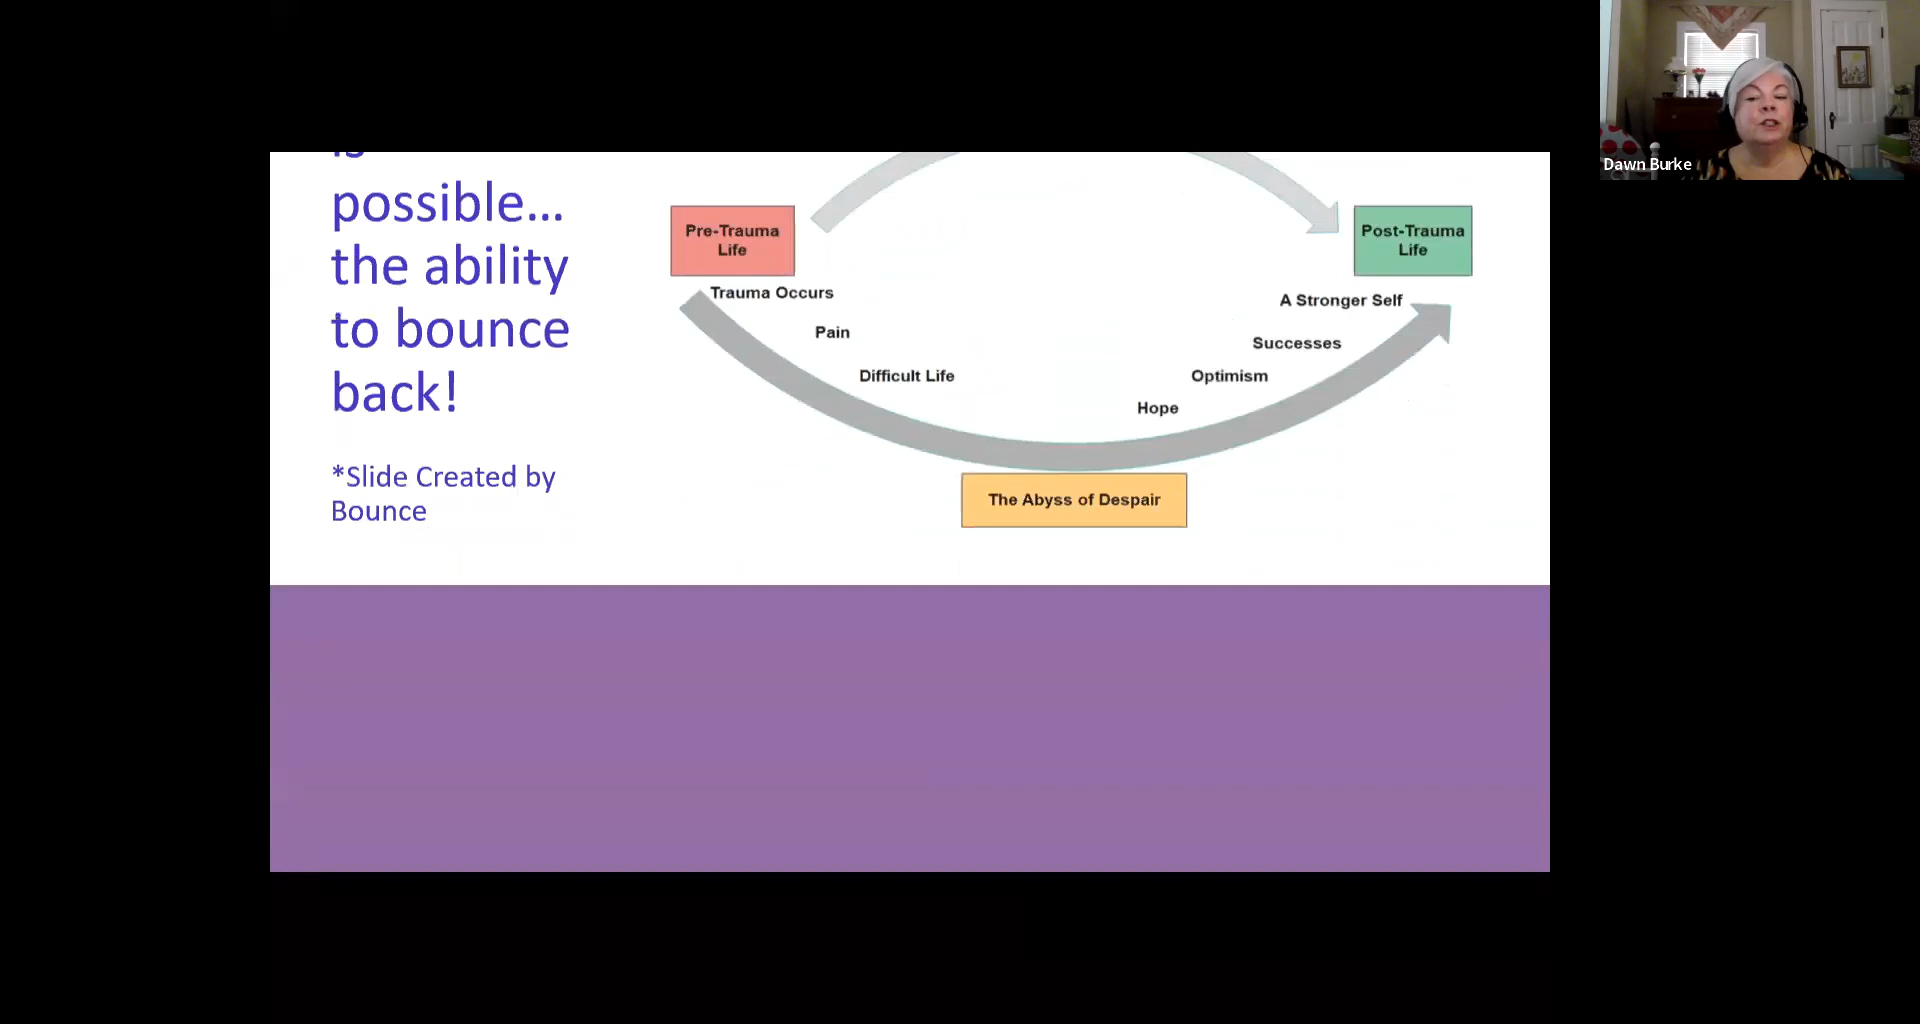 possible...
the ability
to bounce
back!
*Slide Created by
Bounce
Pre-Trauma
Life
Post-Trauma
Life
Trauma Occurs
Pain
Difficult Life
A Stronger Self
Successes
Optimism
Hope
The Abyss of Despair
Dawn Burke